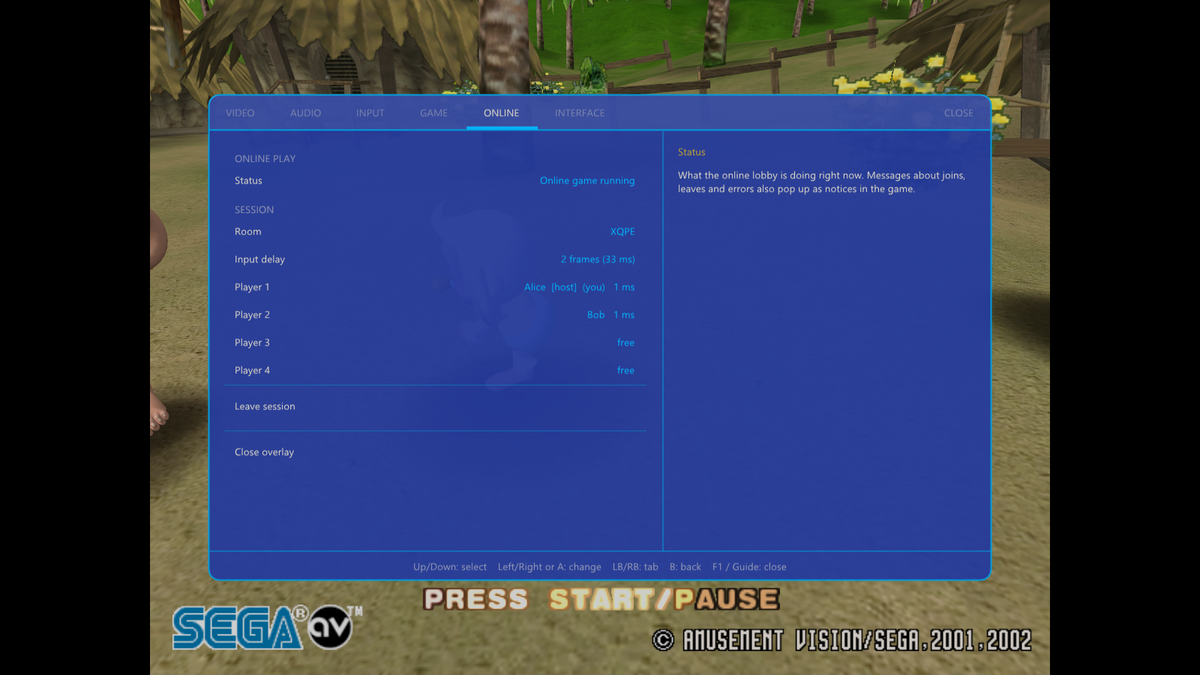 VIDEO AUDIO INPUT GAME ONLINE INTERFACE CLOSE
ONLINE PLAY
Status Online game running
SESSION
Room XQPE
Input delay 2 frames (33 ms)
Player 1 Alice [host] (you) 1 ms
Player 2 Bob 1 ms
Player 3 free
Player 4 free
Leave session
Close overlay
Status
What the online lobby is doing right now. Messages about joins,
leaves and errors also pop up as notices in the game.
Up/Down: select Left/Right or A: change LB/RB: tab B: back F1 / Guide: close
PRESS START/PAUSE
SEGA® av™
© AMUSEMENT VISION/SEGA,2001,2002